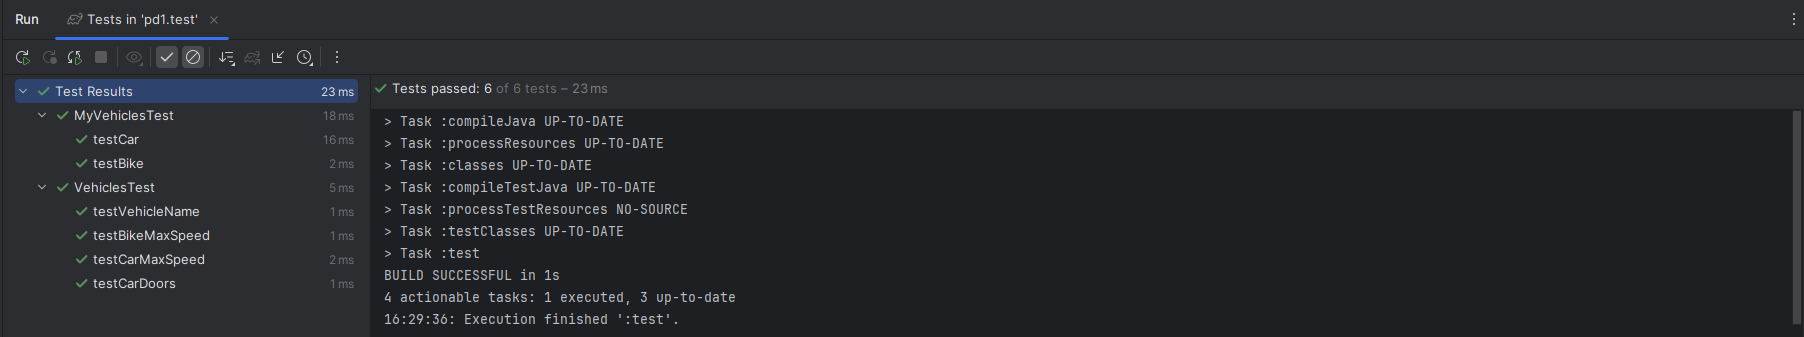 Run Tests in 'pd1.test'
Test Results 23 ms
MyVehiclesTest 18 ms
testCar 16 ms
testBike 2 ms
VehiclesTest 5 ms
testVehicleName 1 ms
testBikeMaxSpeed 1 ms
testCarMaxSpeed 2 ms
testCarDoors 1 ms
Tests passed: 6 of 6 tests – 23 ms
> Task :compileJava UP-TO-DATE
> Task :processResources UP-TO-DATE
> Task :classes UP-TO-DATE
> Task :compileTestJava UP-TO-DATE
> Task :processTestResources NO-SOURCE
> Task :testClasses UP-TO-DATE
> Task :test
BUILD SUCCESSFUL in 1s
4 actionable tasks: 1 executed, 3 up-to-date
16:29:36: Execution finished ':test'.